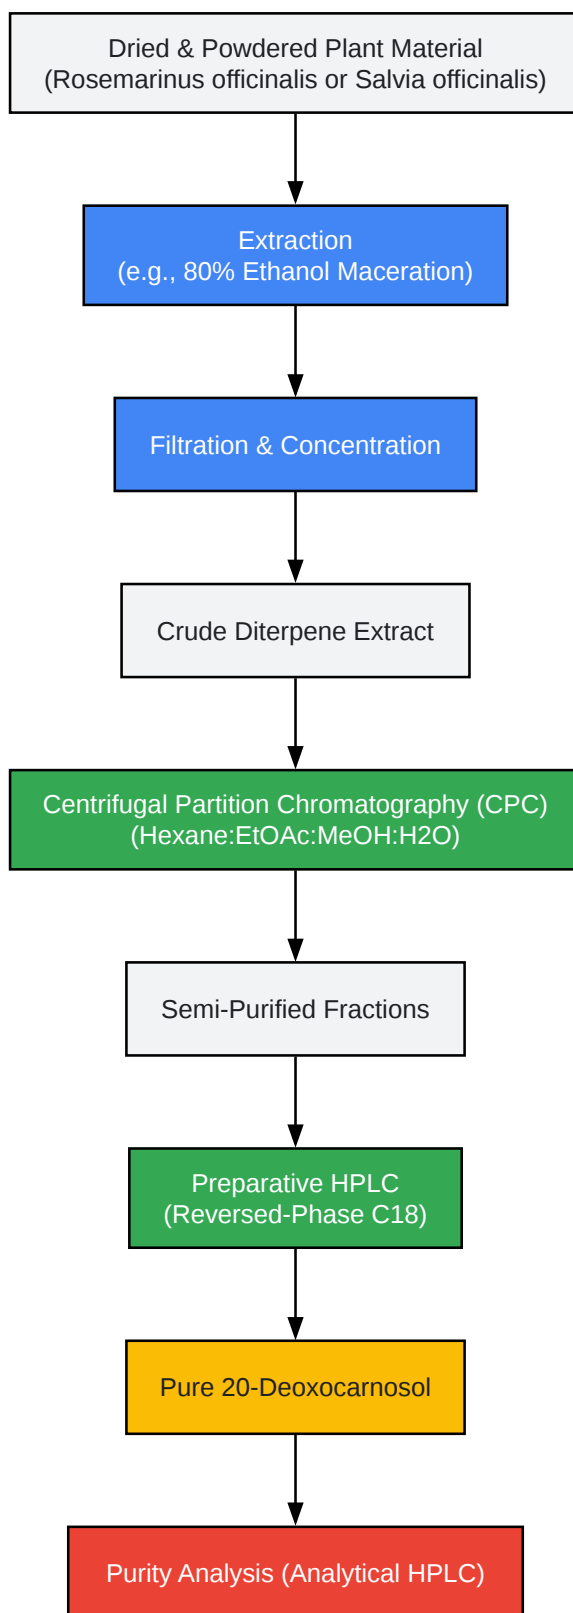 Dried & Powdered Plant Material
(Rosemarinus officinalis or Salvia officinalis)
Extraction
(e.g., 80% Ethanol Maceration)
Filtration & Concentration
Crude Diterpene Extract
Centrifugal Partition Chromatography (CPC)
(Hexane:EtOAc:MeOH:H2O)
Semi-Purified Fractions
Preparative HPLC
(Reversed-Phase C18)
Pure 20-Deoxocarnosol
Purity Analysis (Analytical HPLC)